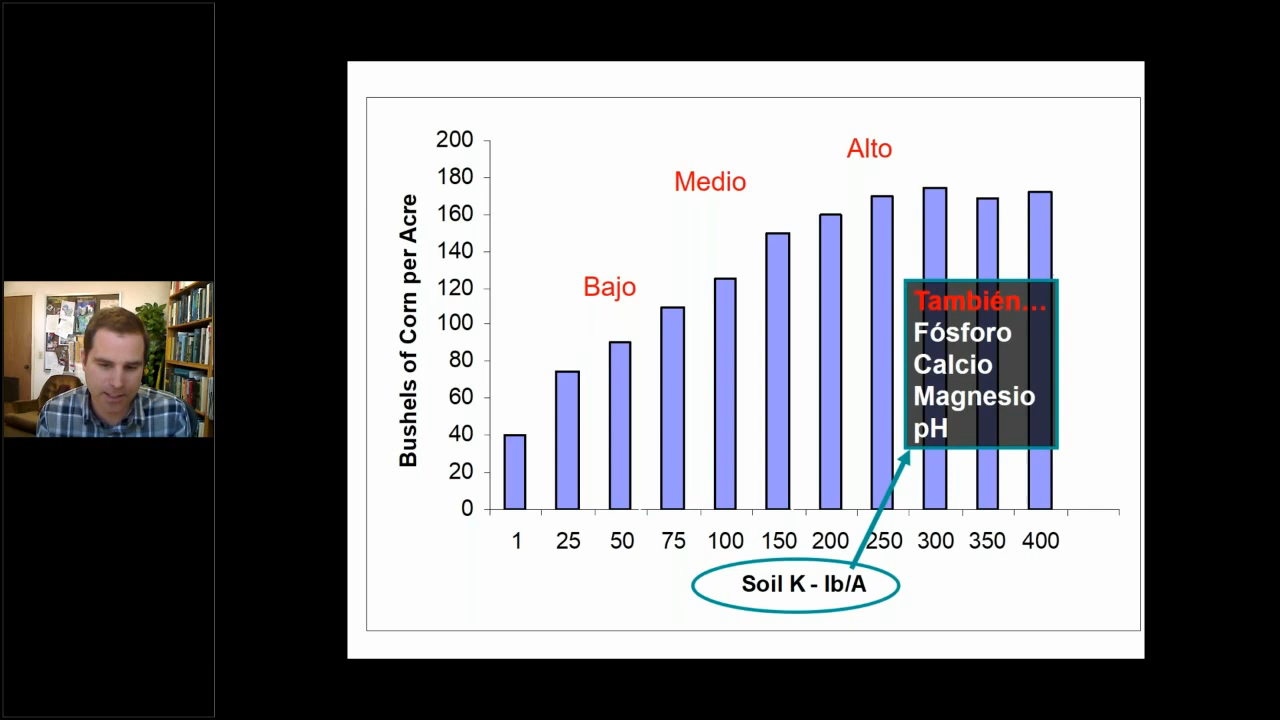 200
180
160
140
120
100
80
60
40
20
0
Bushels of Corn per Acre
Bajo
Medio
Alto
También...
Fósforo
Calcio
Magnesio
pH
1 25 50 75 100 150 200 250 300 350 400
Soil K - lb/A